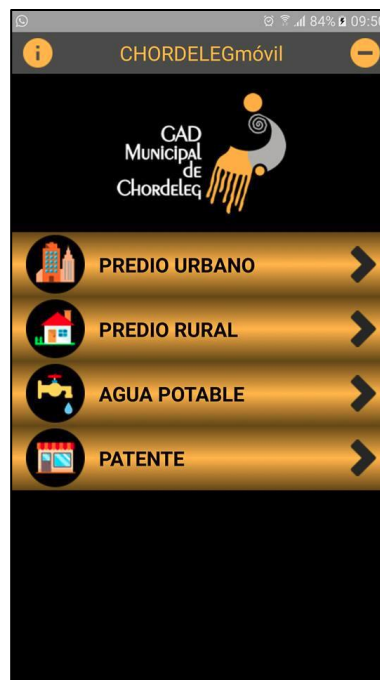 84% 09:50
CHORDELEGmóvil
GAD
Municipal
de
Chordeleg
PREDIO URBANO
PREDIO RURAL
AGUA POTABLE
PATENTE